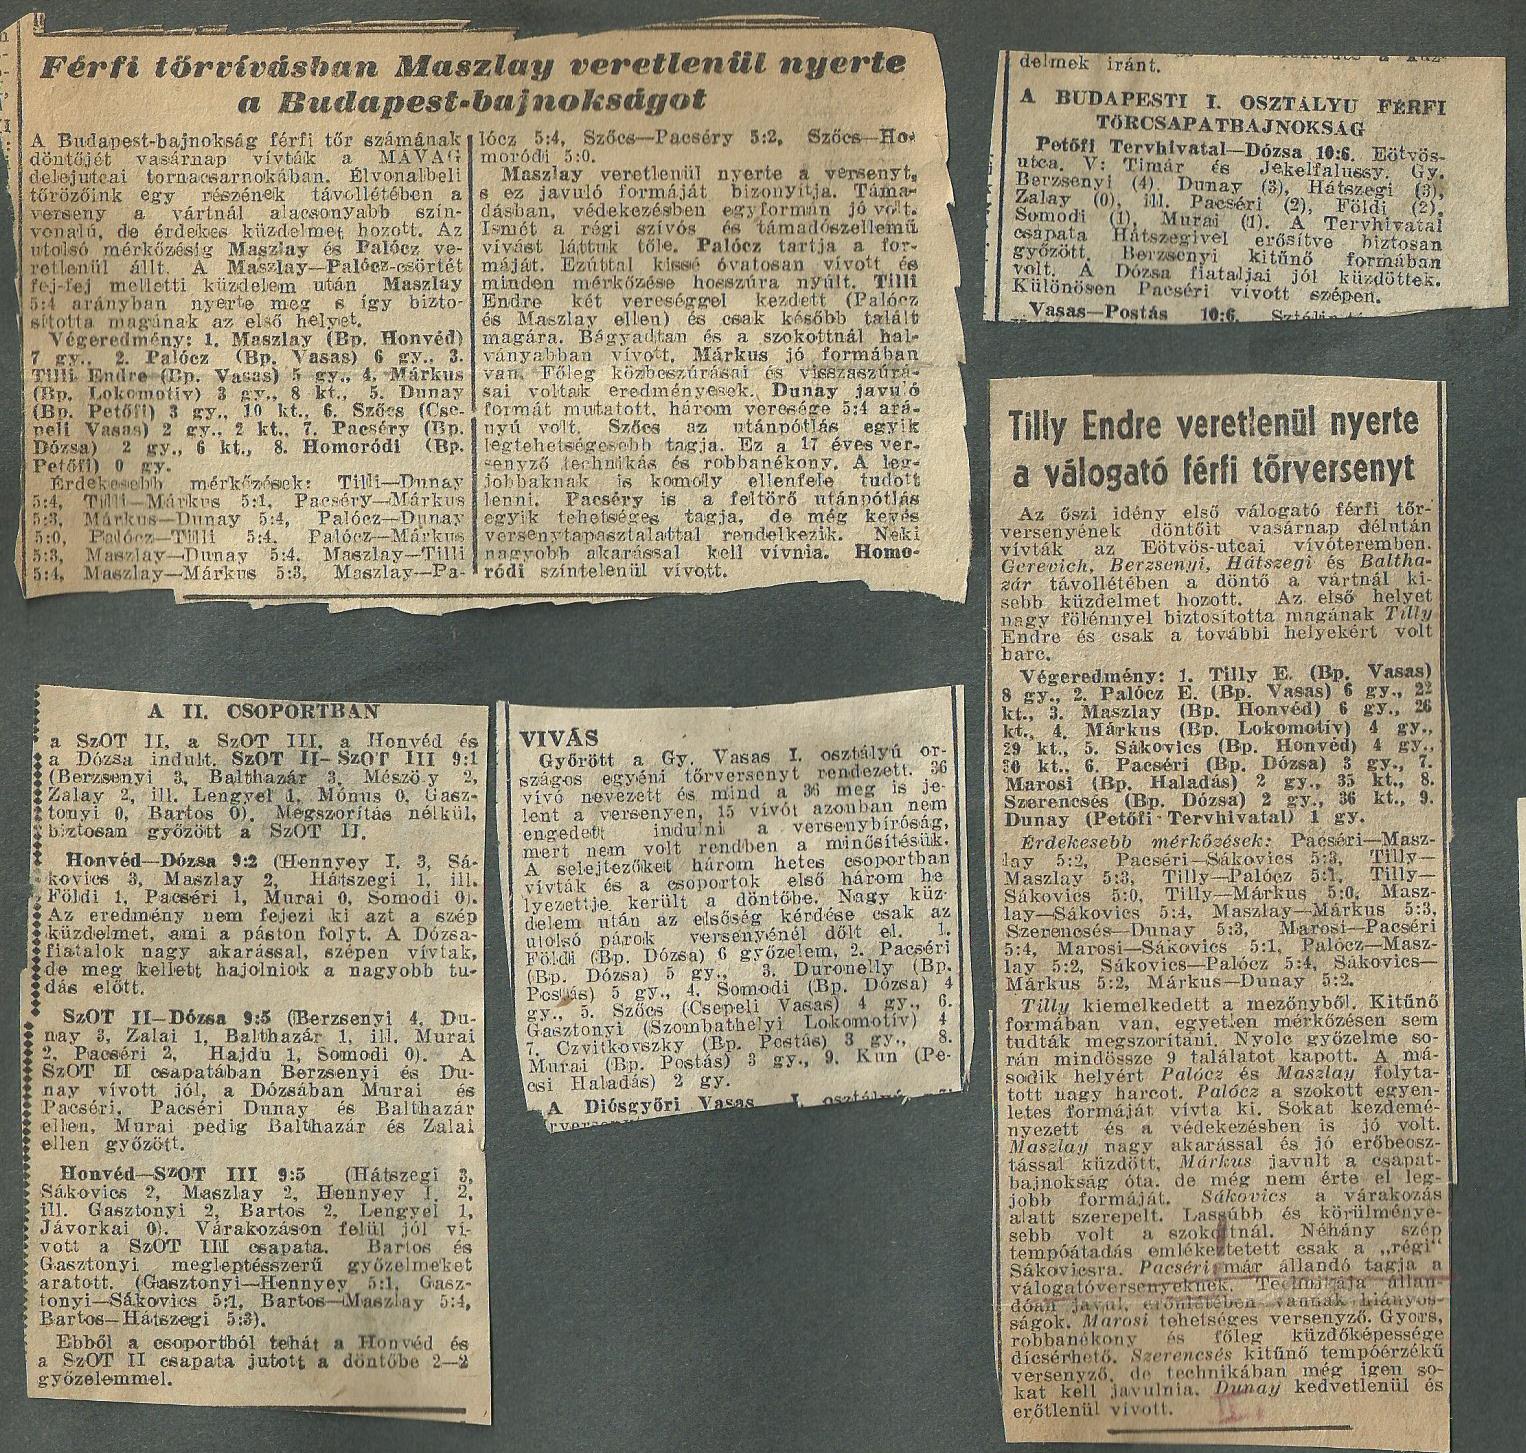 Férfi tőrvívásban Maszlay veretlenül nyerte
a Budapest-bajnokságot
A Budapest-bajnokság férfi tőr számának
döntőjét vasárnap vívták a MÁVAG
delejutcai tornacsarnokában. Élvonalbeli
tőrözőink egy részének távollétében a
verseny a vártnál alacsonyabb szín-
vonalú, de érdekes küzdelmet hozott. Az
utolsó mérkőzésig Maszlay és Palócz ve-
retlenül állt. A Maszlay—Palócz-csörtét
fej-fej melletti küzdelem után Maszlay
5:4 arányban nyerte meg s így bizto-
sította magának az első helyet.
Végeredmény: 1. Maszlay (Bp. Honvéd)
7 gy., 2. Palócz (Bp. Vasas) 6 gy., 3.
Tilli Endre (Bp. Vasas) 5 gy., 4. Márkus
(Bp. Lokomotív) 3 gy., 8 kt., 5. Dunay
(Bp. Petőfi) 3 gy., 10 kt., 6. Szőcs (Cse-
peli Vasas) 2 gy., 2 kt., 7. Pacséry (Bp.
Dózsa) 2 gy., 6 kt., 8. Homoródi (Bp.
Petőfi) 0 gy.
Érdekesebb mérkőzések: Tilli—Dunay
5:4, Tilli—Márkus 5:1, Pacséry—Márkus
5:3, Márkus—Dunay 5:4, Palócz—Dunay
5:0, Palócz—Tilli 5:4, Palócz—Márkus
5:3, Maszlay—Dunay 5:4, Maszlay—Tilli
5:4, Maszlay—Márkus 5:3, Maszlay—Pa-
lócz 5:4, Szőcs—Pacséry 5:2, Szőcs—Ho-
moródi 5:0.
Maszlay veretlenül nyerte a versenyt,
s ez javuló formáját bizonyítja. Táma-
dásban, védekezésben egyformán jó volt.
Ismét a régi szívós és támadószellemű
vívást láttuk tőle. Palócz tartja a for-
máját. Ezúttal kissé óvatosan vívott és
minden mérkőzése hosszúra nyúlt. Tilli
Endre két vereséggel kezdett (Palócz
és Maszlay ellen) és csak később talált
magára. Bágyadtan és a szokottnál hal-
ványabban vívott, Márkus jó formában
van. Főleg közbeszúrásai és visszaszúrá-
sai voltak eredményesek. Dunay javuló
formát mutatott, három veresége 5:4 ará-
nyú volt. Szőcs az utánpótlás egyik
legtehetségesebb tagja. Ez a 17 éves ver-
senyző technikás és robbanékony. A leg-
jobbaknak is komoly ellenfele tudott
lenni. Pacséry is a feltörő utánpótlás
egyik tehetséges tagja, de még kevés
versenytapasztalattal rendelkezik. Neki
nagyobb akarással kell vívnia. Homo-
ródi színtelenül vívott.
delmek iránt.
A BUDAPESTI I. OSZTÁLYU FÉRFI
TŐRCSAPATBAJNOKSÁG
Petőfi Tervhivatal—Dózsa 10:6. Eötvös-
utca. V: Timár és Jekelfalussy. Gy.
Berzsenyi (4), Dunay (3), Hátszegi (3),
Zalay (0), ill. Pacséri (2), Földi (2),
Somodi (1), Murai (1). A Tervhivatal
csapata Hátszegivel erősítve biztosan
győzött. Berzsenyi kitűnő formában
volt. A Dózsa fiataljai jól küzdöttek.
Különösen Pacséri vívott szépen.
Vasas—Postás 10:6.
Tilly Endre veretlenül nyerte
a válogató férfi tőrversenyt
Az őszi idény első válogató férfi tőr-
versenyének döntőit vasárnap délután
vívták az Eötvös-utcai vívóteremben.
Gerevich, Berzsenyi, Hátszegi és Baltha-
zár távollétében a döntő a vártnál ki-
sebb küzdelmet hozott. Az első helyet
nagy fölénnyel biztosította magának Tilly
Endre és csak a további helyekért volt
harc.
Végeredmény: 1. Tilly E. (Bp. Vasas)
8 gy., 2. Palócz E. (Bp. Vasas) 6 gy., 22
kt., 3. Maszlay (Bp. Honvéd) 6 gy., 26
kt., 4. Márkus (Bp. Lokomotív) 4 gy.,
29 kt., 5. Sákovics (Bp. Honvéd) 4 gy.,
30 kt., 6. Pacséri (Bp. Dózsa) 3 gy., 7.
Marosi (Bp. Haladás) 2 gy., 35 kt., 8.
Szerencsés (Bp. Dózsa) 2 gy., 36 kt., 9.
Dunay (Petőfi Tervhivatal) 1 gy.
Érdekesebb mérkőzések: Pacséri—Masz-
lay 5:2, Pacséri—Sákovics 5:3, Tilly—
Maszlay 5:3, Tilly—Palócz 5:1, Tilly—
Sákovics 5:0, Tilly—Márkus 5:0, Masz-
lay—Sákovics 5:4, Maszlay—Márkus 5:3,
Szerencsés—Dunay 5:3, Marosi—Pacséri
5:4, Marosi—Sákovics 5:1, Palócz—Masz-
lay 5:2, Sákovics—Palócz 5:4, Sákovics—
Márkus 5:2, Márkus—Dunay 5:2.
Tilly kiemelkedett a mezőnyből. Kitűnő
formában van, egyetlen mérkőzésen sem
tudták megszorítani. Nyolc győzelme so-
rán mindössze 9 találatot kapott. A má-
sodik helyért Palócz és Maszlay folyta-
tott nagy harcot. Palócz a szokott egyen-
letes formáját vívta ki. Sokat kezdemé-
nyezett és a védekezésben is jó volt.
Maszlay nagy akarással és jó erőbeosz-
tással küzdött, Márkus javult a csapat-
bajnokság óta, de még nem érte el leg-
jobb formáját. Sákovics a várakozás
alatt szerepelt. Lassúbb és körülménye-
sebb volt a szokottnál. Néhány szép
tempóátadás emlékeztetett csak a „régi"
Sákovicsra. Pacséri már állandó tagja a
válogatóversenyeknek. Technikája állan-
dóan javul, erőnlétében vannak hiányos-
ságok. Marosi tehetséges versenyző. Gyors,
robbanékony és főleg küzdőképessége
dícsérhető. Szerencsés kitűnő tempóérzékű
versenyző, de technikában még igen so-
kat kell javulnia. Dunay kedvetlenül és
erőtlenül vívott.
A II. CSOPORTBAN
a SzOT II, a SzOT III, a Honvéd és
a Dózsa indult. SzOT II—SzOT III 9:1
(Berzsenyi 3, Balthazár 3, Mészöly 2,
Zalay 2, ill. Lengyel 1, Mónus 0, Gasz-
tonyi 0, Bartos 0). Megszorítás nélkül,
biztosan győzött a SzOT II.
Honvéd—Dózsa 9:2 (Hennyey I. 3, Sá-
kovics 3, Maszlay 2, Hátszegi 1, ill.
Földi 1, Pacséri 1, Murai 0, Somodi 0).
Az eredmény nem fejezi ki azt a szép
küzdelmet, ami a páston folyt. A Dózsa-
fiatalok nagy akarással, szépen vívtak,
de meg kellett hajolniok a nagyobb tu-
dás előtt.
SzOT II—Dózsa 9:5 (Berzsenyi 4, Du-
nay 3, Zalai 1, Balthazár 1, ill. Murai
2, Pacséri 2, Hajdu 1, Somodi 0). A
SzOT II csapatában Berzsenyi és Du-
nay vívott jól, a Dózsában Murai és
Pacséri. Pacséri Dunay és Balthazár
ellen, Murai pedig Balthazár és Zalai
ellen győzött.
Honvéd—SzOT III 9:5 (Hátszegi 3,
Sákovics 2, Maszlay 2, Hennyey I. 2,
ill. Gasztonyi 2, Bartos 2, Lengyel 1,
Jávorkai 0). Várakozáson felül jól ví-
vott a SzOT III csapata. Bartos és
Gasztonyi meglepetésszerű győzelmeket
aratott. (Gasztonyi—Hennyey 5:1, Gasz-
tonyi—Sákovics 5:1, Bartos—Maszlay 5:4,
Bartos—Hátszegi 5:3).
Ebből a csoportból tehát a Honvéd és
a SzOT II csapata jutott a döntőbe 2—2
győzelemmel.
VIVÁS
Győrött a Gy. Vasas I. osztályú or-
szágos egyéni tőrversenyt rendezett. 36
vívó nevezett és mind a 36 meg is je-
lent a versenyen, 15 vívót azonban nem
engedett indulni a versenybíróság,
mert nem volt rendben a minősítésük.
A selejtezőket három hetes csoportban
vívták és a csoportok első három he
lyezettje került a döntőbe. Nagy küz-
delem után az elsőség kérdése csak az
utolsó párok versenyénél dőlt el. 1.
Földi (Bp. Dózsa) 6 győzelem, 2. Pacséri
(Bp. Dózsa) 5 gy., 3. Duronelly (Bp.
Postás) 5 gy., 4. Somodi (Bp. Dózsa) 4
gy., 5. Szőcs (Csepeli Vasas) 4 gy., 6.
Gasztonyi (Szombathelyi Lokomotív) 4
7. Czvitkovszky (Bp. Postás) 3 gy., 8.
Murai (Bp. Postás) 3 gy., 9. Kun (Pé-
csi Haladás) 2 gy.
A Diósgyőri Vasas I. osztályú